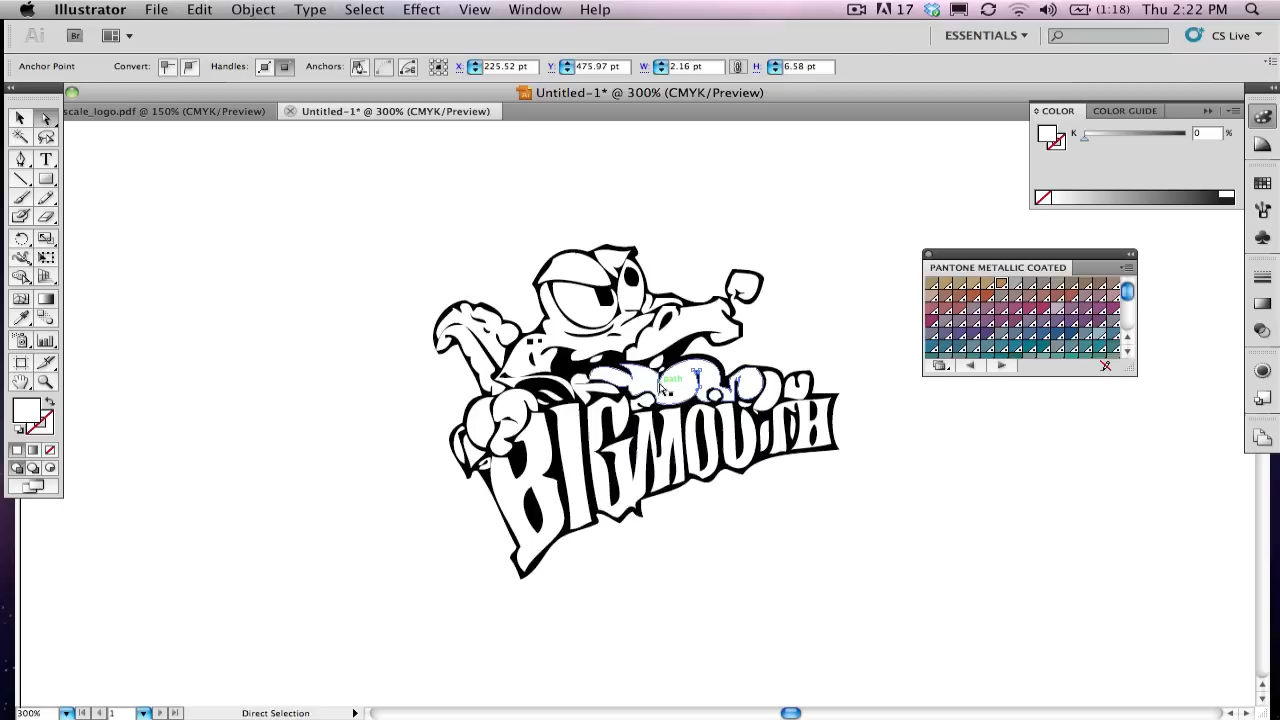 Illustrator File Edit Object Type Select Effect View Window Help 17 (1:18) Thu 2:22 PM
Ai Br ESSENTIALS CS Live
Anchor Point Convert: Handles: Anchors: X: 225.52 pt Y: 475.97 pt W: 2.16 pt H: 6.58 pt
Untitled-1* @ 300% (CMYK/Preview)
scale_logo.pdf @ 150% (CMYK/Preview) Untitled-1* @ 300% (CMYK/Preview)
COLOR COLOR GUIDE
K 0 %
PANTONE METALLIC COATED
path
BIGMOUTH
300% 1 Direct Selection